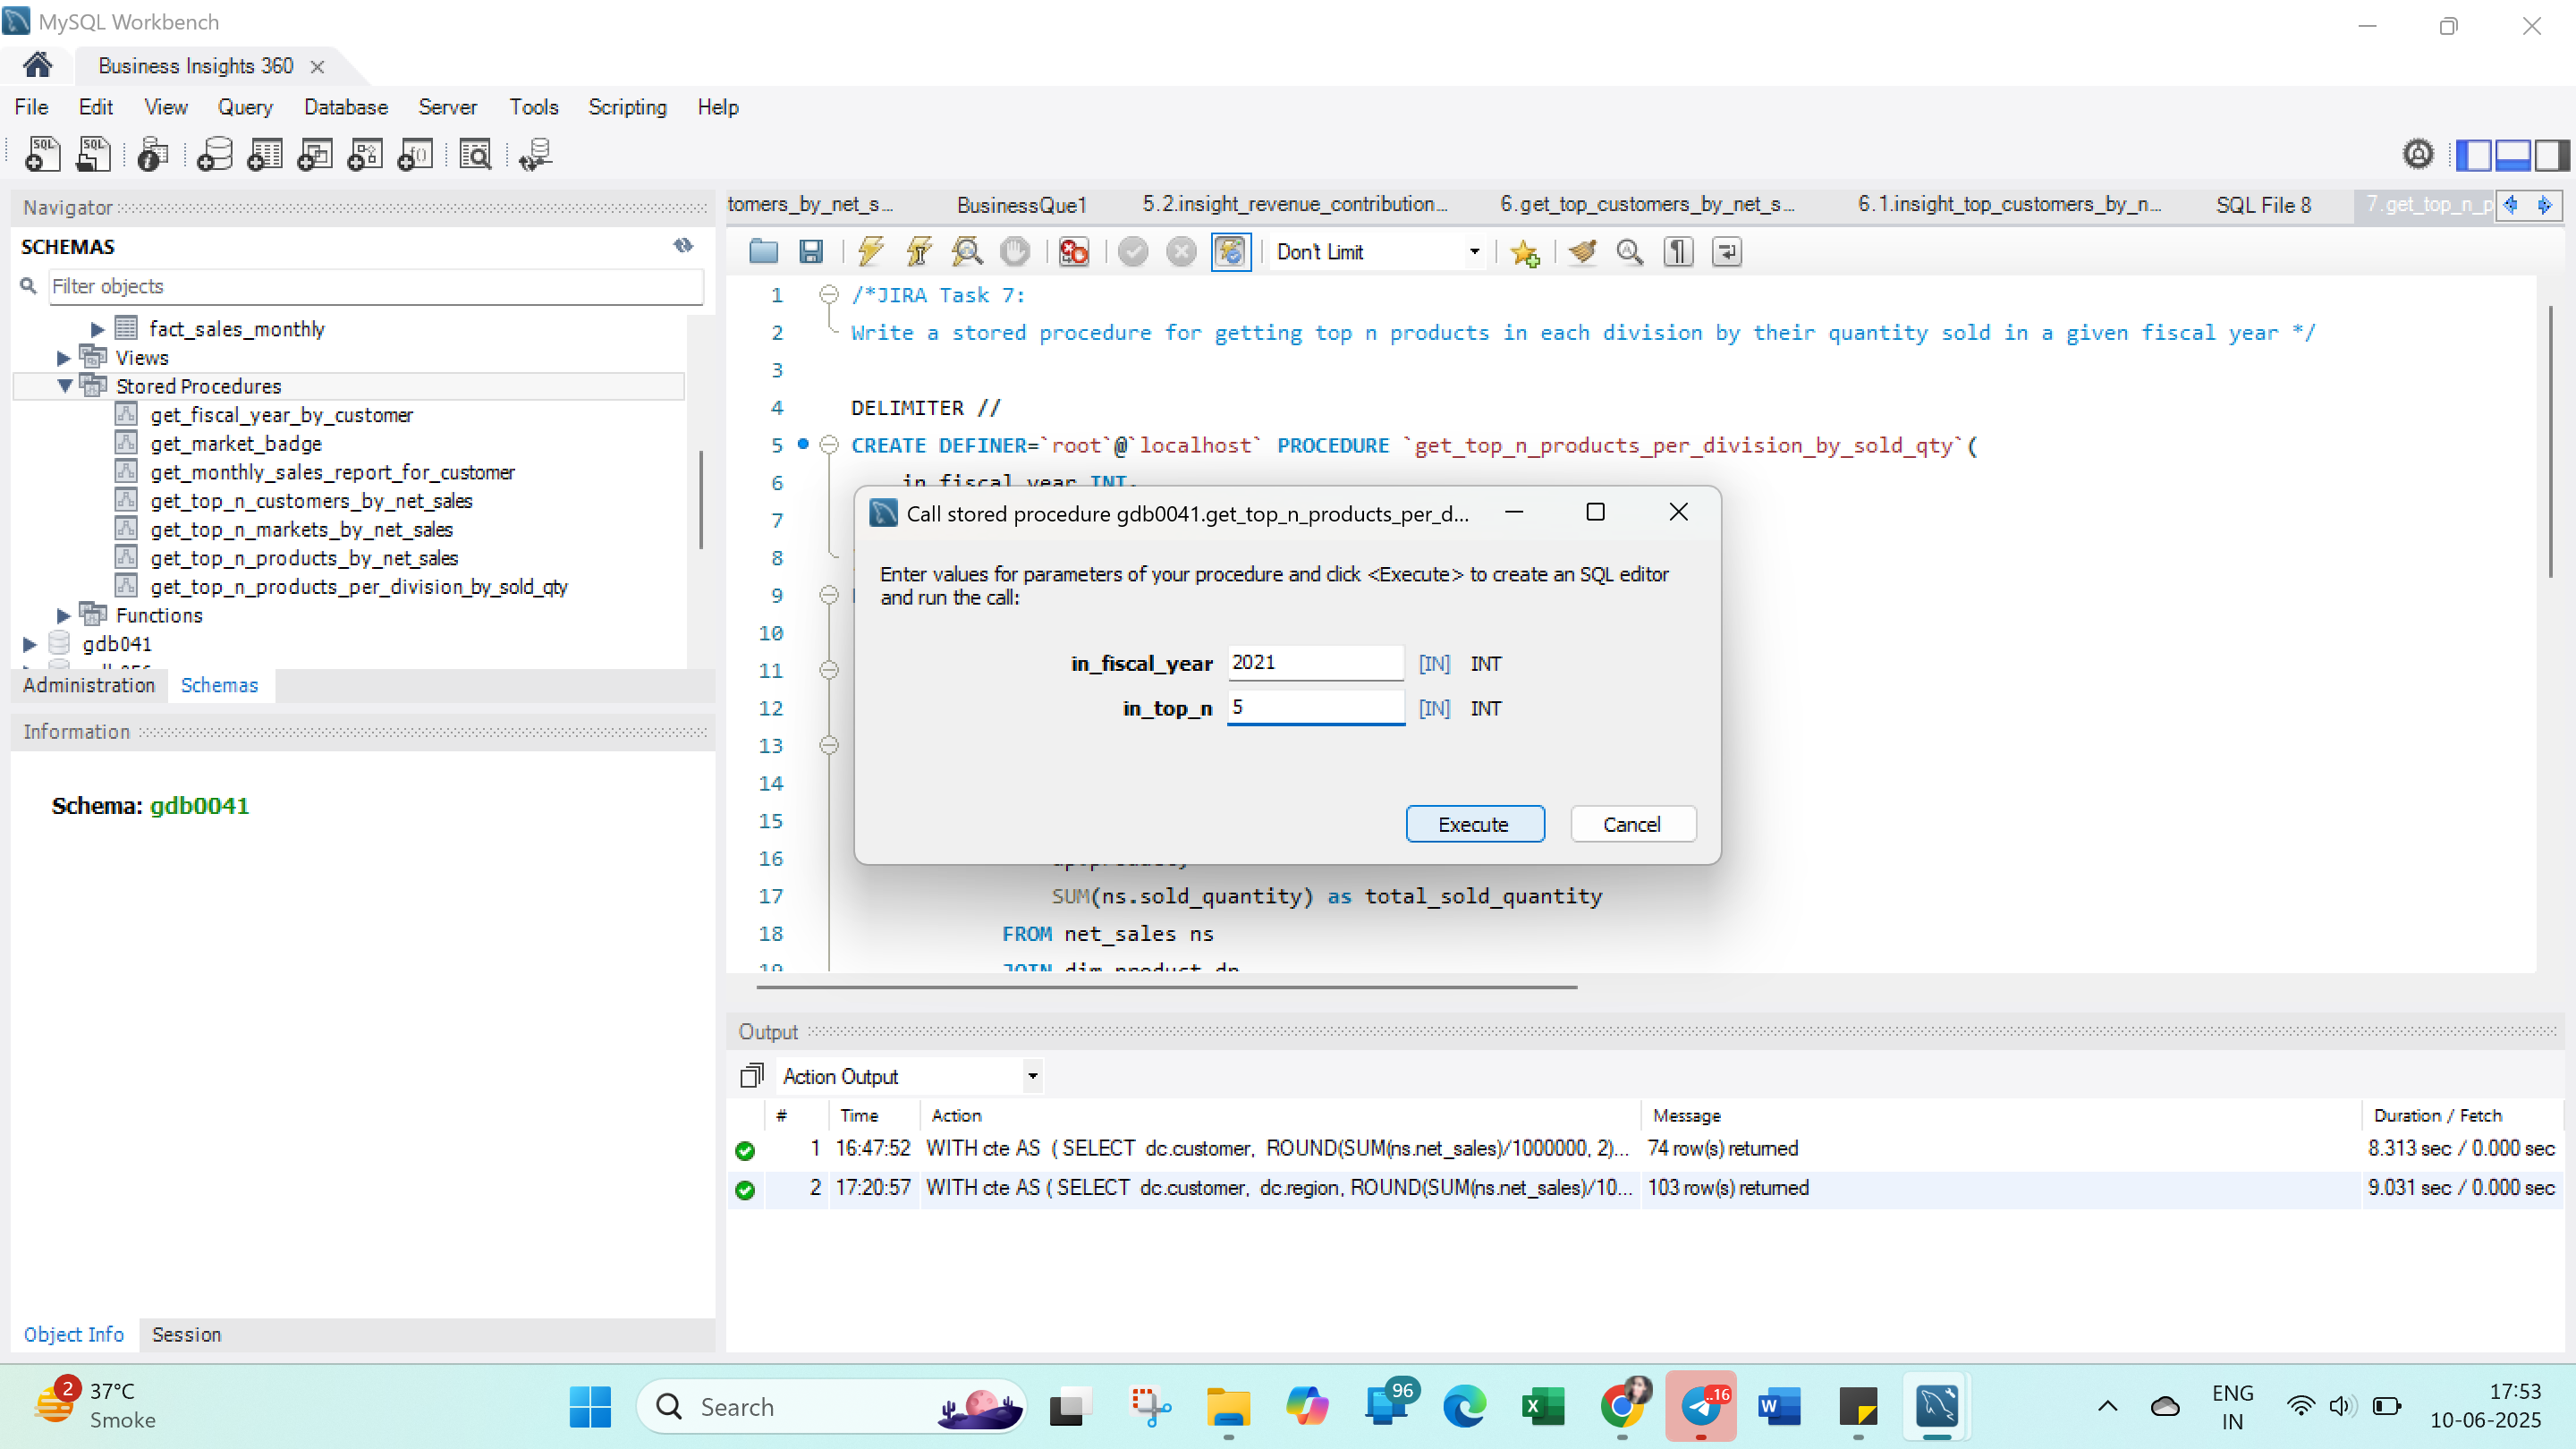 MySQL Workbench
Business Insights 360
File Edit View Query Database Server Tools Scripting Help
Navigator
SCHEMAS
Filter objects
fact_sales_monthly
Views
Stored Procedures
get_fiscal_year_by_customer
get_market_badge
get_monthly_sales_report_for_customer
get_top_n_customers_by_net_sales
get_top_n_markets_by_net_sales
get_top_n_products_by_net_sales
get_top_n_products_per_division_by_sold_qty
Functions
gdb041
Administration Schemas
Information
Schema: gdb0041
Object Info Session
tomers_by_net_s... BusinessQue1 5.2.insight_revenue_contribution... 6.get_top_customers_by_net_s... 6.1.insight_top_customers_by_n... SQL File 8 7.get_top_n_p
Don't Limit
1 /*JIRA Task 7:
2 Write a stored procedure for getting top n products in each division by their quantity sold in a given fiscal year */
3
4 DELIMITER //
5 CREATE DEFINER=`root`@`localhost` PROCEDURE `get_top_n_products_per_division_by_sold_qty`(
6 in_fiscal_year INT,
7
8
9
10
11
12
13
14
15
16
17 SUM(ns.sold_quantity) as total_sold_quantity
18 FROM net_sales ns
19 JOIN dim_product dp
Call stored procedure gdb0041.get_top_n_products_per_d...
Enter values for parameters of your procedure and click <Execute> to create an SQL editor
and run the call:
in_fiscal_year 2021 [IN] INT
in_top_n 5 [IN] INT
Execute Cancel
Output
Action Output
# Time Action Message Duration / Fetch
1 16:47:52 WITH cte AS ( SELECT dc.customer, ROUND(SUM(ns.net_sales)/1000000, 2)... 74 row(s) returned 8.313 sec / 0.000 sec
2 17:20:57 WITH cte AS ( SELECT dc.customer, dc.region, ROUND(SUM(ns.net_sales)/10... 103 row(s) returned 9.031 sec / 0.000 sec
2
37°C
Smoke
Search
96
..16
ENG
IN
17:53
10-06-2025